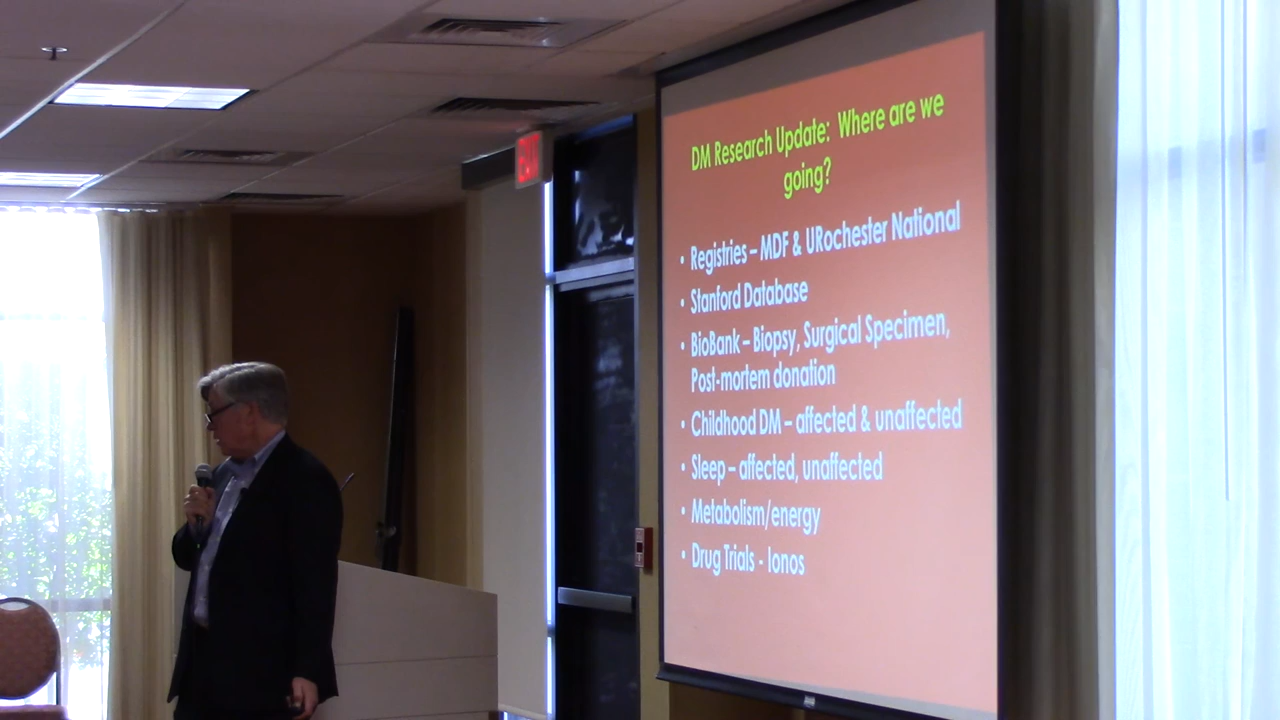 EXIT
DM Research Update: Where are we
going?
• Registries – MDF & URochester National
• Stanford Database
• BioBank – Biopsy, Surgical Specimen,
Post-mortem donation
• Childhood DM – affected & unaffected
• Sleep – affected, unaffected
• Metabolism/energy
• Drug Trials - Ionos